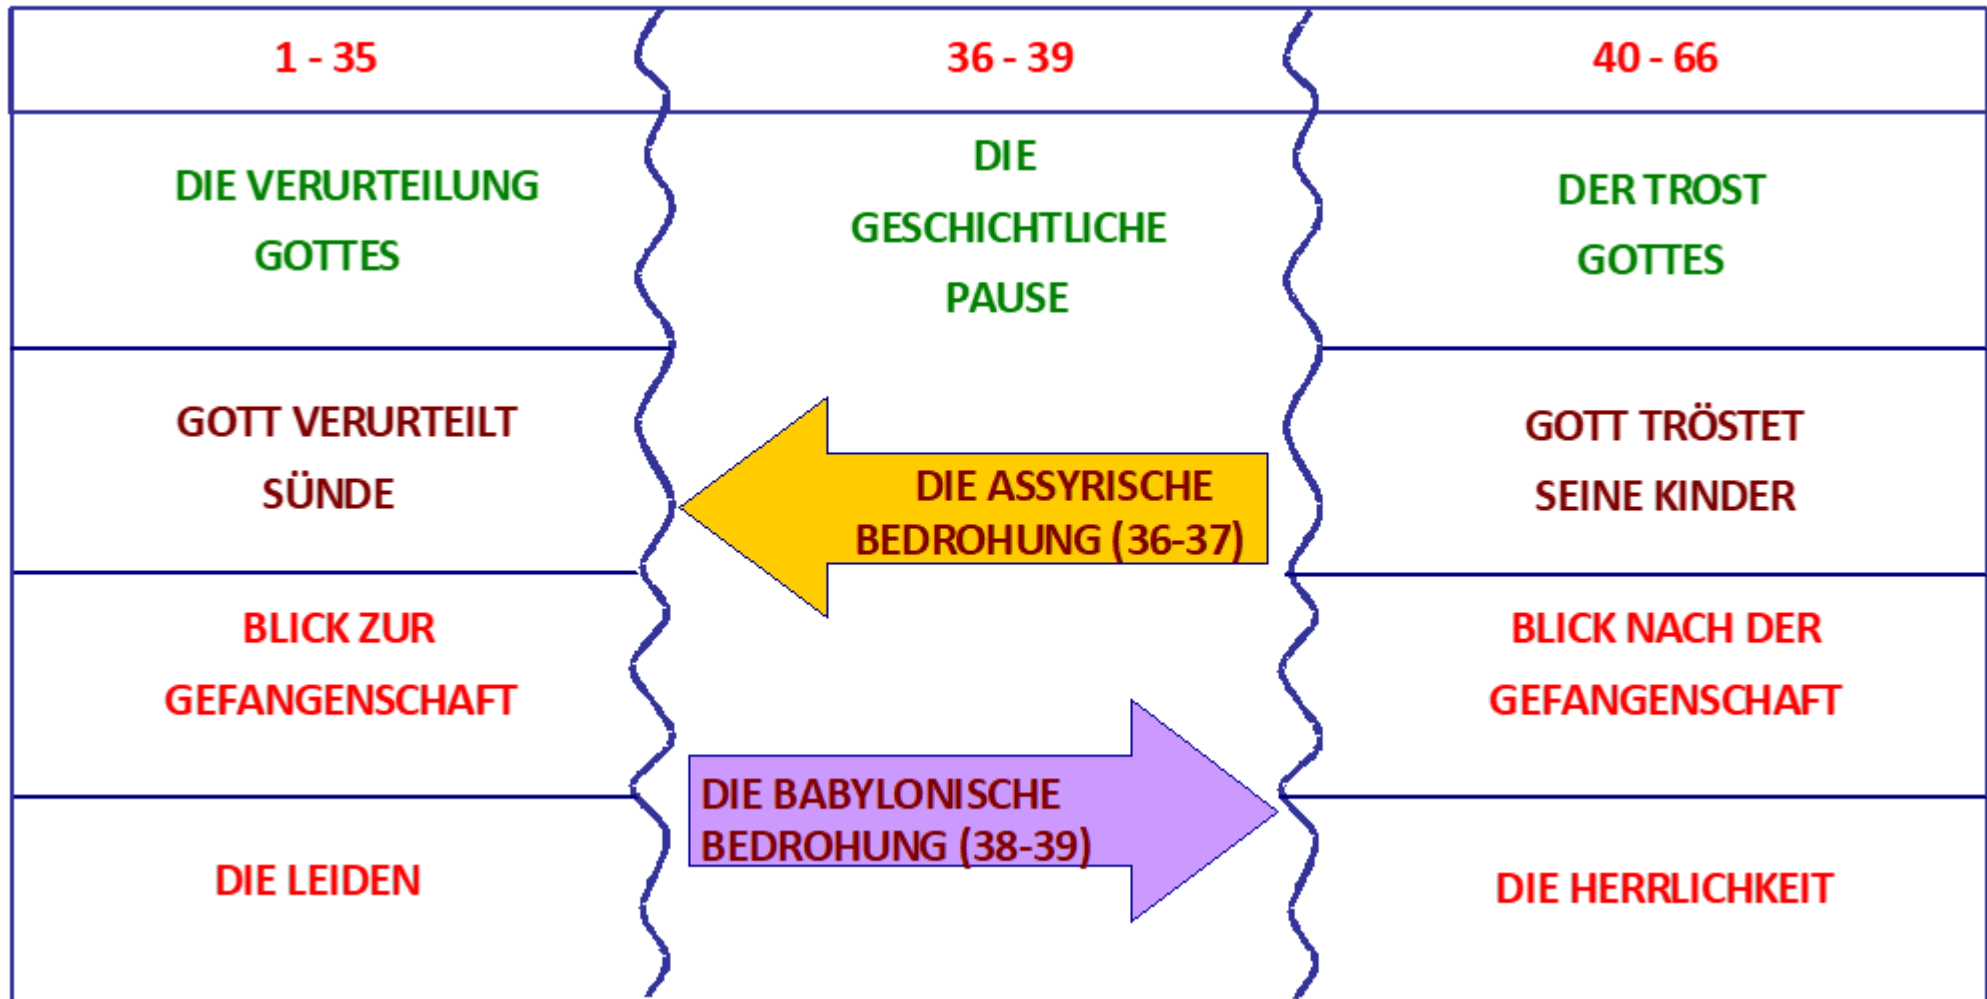 1 - 35
36 - 39
40 - 66
DIE VERURTEILUNG
GOTTES
DIE
GESCHICHTLICHE
PAUSE
DER TROST
GOTTES
GOTT VERURTEILT
SÜNDE
DIE ASSYRISCHE
BEDROHUNG (36-37)
GOTT TRÖSTET
SEINE KINDER
BLICK ZUR
GEFANGENSCHAFT
BLICK NACH DER
GEFANGENSCHAFT
DIE LEIDEN
DIE BABYLONISCHE
BEDROHUNG (38-39)
DIE HERRLICHKEIT